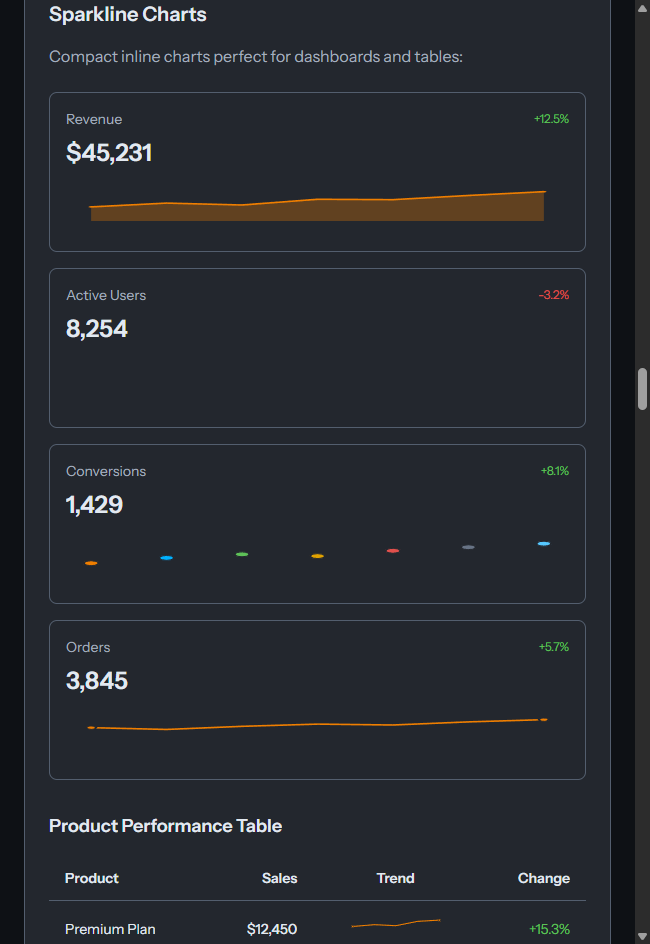 Sparkline Charts
Compact inline charts perfect for dashboards and tables:
Revenue +12.5%
$45,231
Active Users -3.2%
8,254
Conversions +8.1%
1,429
Orders +5.7%
3,845
Product Performance Table
Product Sales Trend Change
Premium Plan $12,450 +15.3%